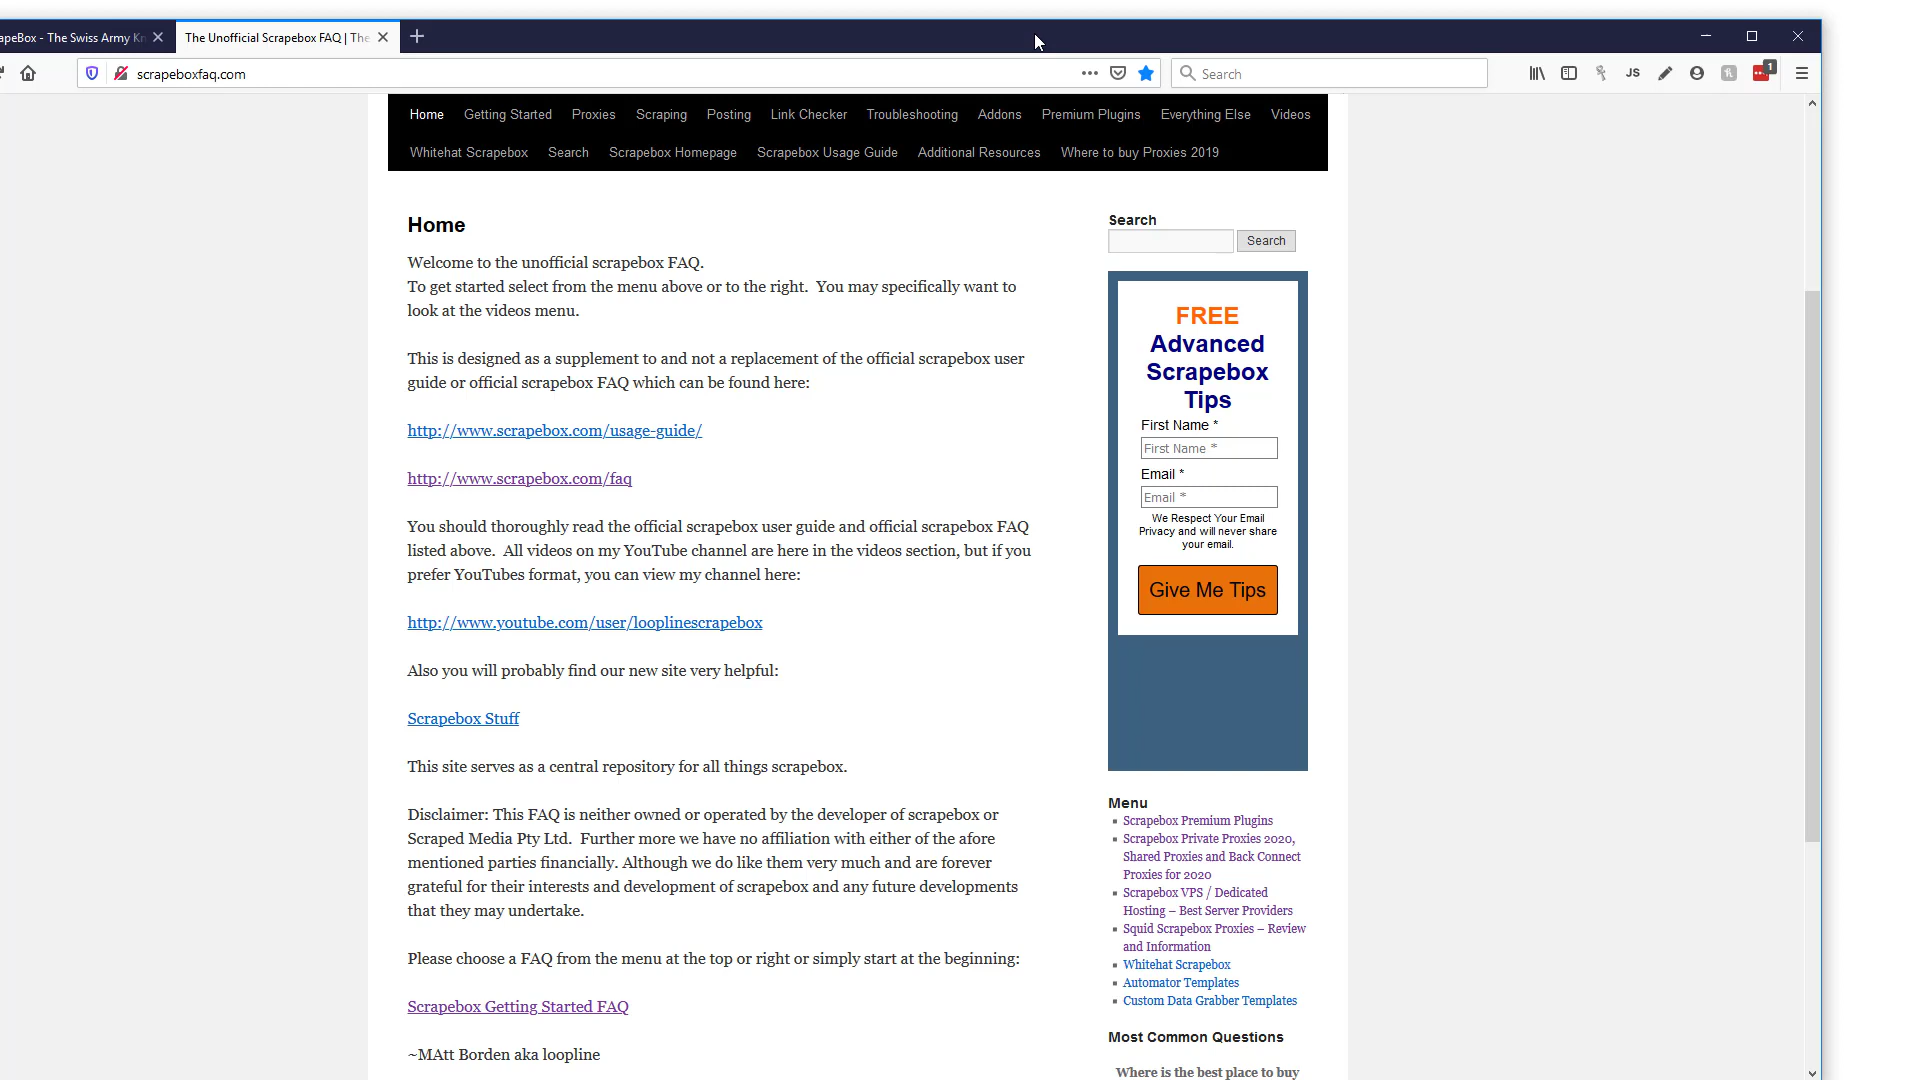 apeBox - The Swiss Army Kn
The Unofficial Scrapebox FAQ | The
scrapeboxfaq.com
Search
JS
1
Home Getting Started Proxies Scraping Posting Link Checker Troubleshooting Addons Premium Plugins Everything Else Videos
Whitehat Scrapebox Search Scrapebox Homepage Scrapebox Usage Guide Additional Resources Where to buy Proxies 2019
Home
Welcome to the unofficial scrapebox FAQ.
To get started select from the menu above or to the right.  You may specifically want to
look at the videos menu.
This is designed as a supplement to and not a replacement of the official scrapebox user
guide or official scrapebox FAQ which can be found here:
http://www.scrapebox.com/usage-guide/
http://www.scrapebox.com/faq
You should thoroughly read the official scrapebox user guide and official scrapebox FAQ
listed above.  All videos on my YouTube channel are here in the videos section, but if you
prefer YouTubes format, you can view my channel here:
http://www.youtube.com/user/looplinescrapebox
Also you will probably find our new site very helpful:
Scrapebox Stuff
This site serves as a central repository for all things scrapebox.
Disclaimer: This FAQ is neither owned or operated by the developer of scrapebox or
Scraped Media Pty Ltd.  Further more we have no affiliation with either of the afore
mentioned parties financially. Although we do like them very much and are forever
grateful for their interests and development of scrapebox and any future developments
that they may undertake.
Please choose a FAQ from the menu at the top or right or simply start at the beginning:
Scrapebox Getting Started FAQ
~MAtt Borden aka loopline
Search
Search
FREE
Advanced
Scrapebox
Tips
First Name *
First Name *
Email *
Email *
We Respect Your Email
Privacy and will never share
your email.
Give Me Tips
Menu
Scrapebox Premium Plugins
Scrapebox Private Proxies 2020,
Shared Proxies and Back Connect
Proxies for 2020
Scrapebox VPS / Dedicated
Hosting – Best Server Providers
Squid Scrapebox Proxies – Review
and Information
Whitehat Scrapebox
Automator Templates
Custom Data Grabber Templates
Most Common Questions
Where is the best place to buy